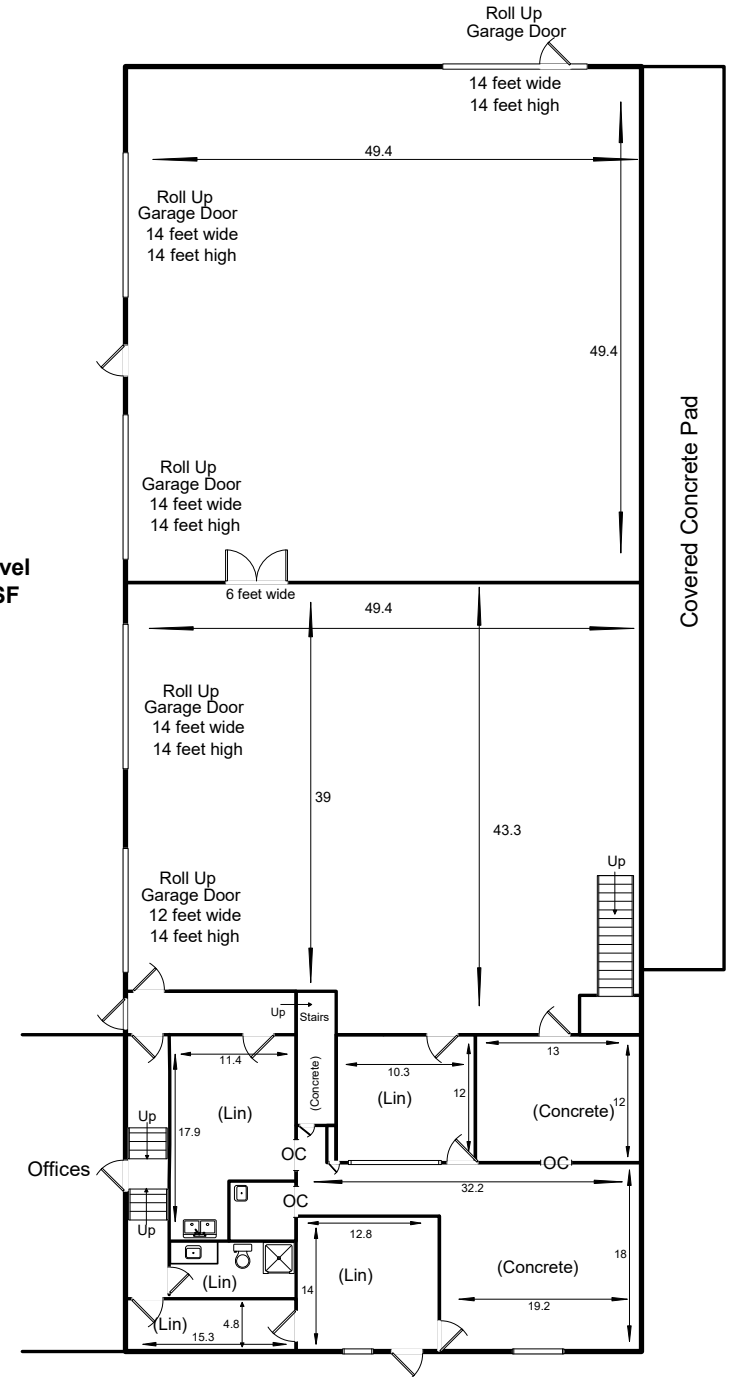 Roll Up
Garage Door
14 feet wide
14 feet high
49.4
Roll Up
Garage Door
14 feet wide
14 feet high
49.4
Covered Concrete Pad
Roll Up
Garage Door
14 feet wide
14 feet high
vel
SF
6 feet wide
49.4
Roll Up
Garage Door
14 feet wide
14 feet high
39
43.3
Up
Roll Up
Garage Door
12 feet wide
14 feet high
Up
Stairs
(Concrete)
11.4
10.3
12
13
(Lin)
(Lin)
(Concrete)
12
Up
17.9
OC
OC
Offices
32.2
OC
Up
12.8
18
(Lin)
14
(Lin)
(Concrete)
19.2
(Lin)
4.8
15.3